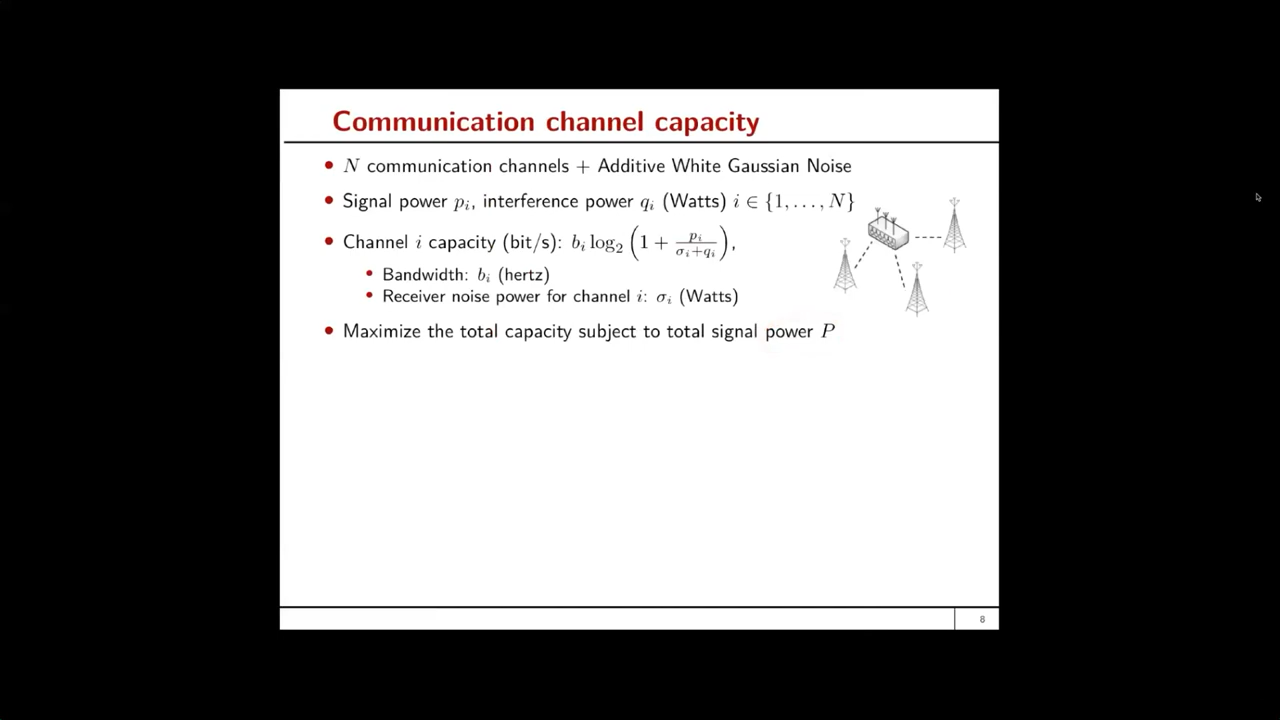 Communication channel capacity
• N communication channels + Additive White Gaussian Noise
• Signal power p_i, interference power q_i (Watts) i ∈ {1, . . . , N}
• Channel i capacity (bit/s): b_i log_2 (1 + p_i/(σ_i+q_i)),
• Bandwidth: b_i (hertz)
• Receiver noise power for channel i: σ_i (Watts)
• Maximize the total capacity subject to total signal power P
8